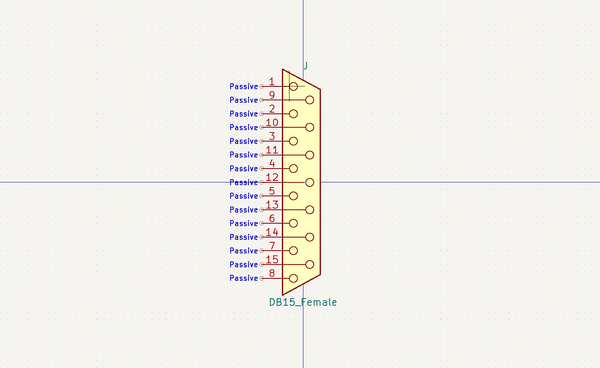 J
Passive 1
Passive 9
Passive 2
Passive 10
Passive 3
Passive 11
Passive 4
Passive 12
Passive 5
Passive 13
Passive 6
Passive 14
Passive 7
Passive 15
Passive 8
DB15_Female